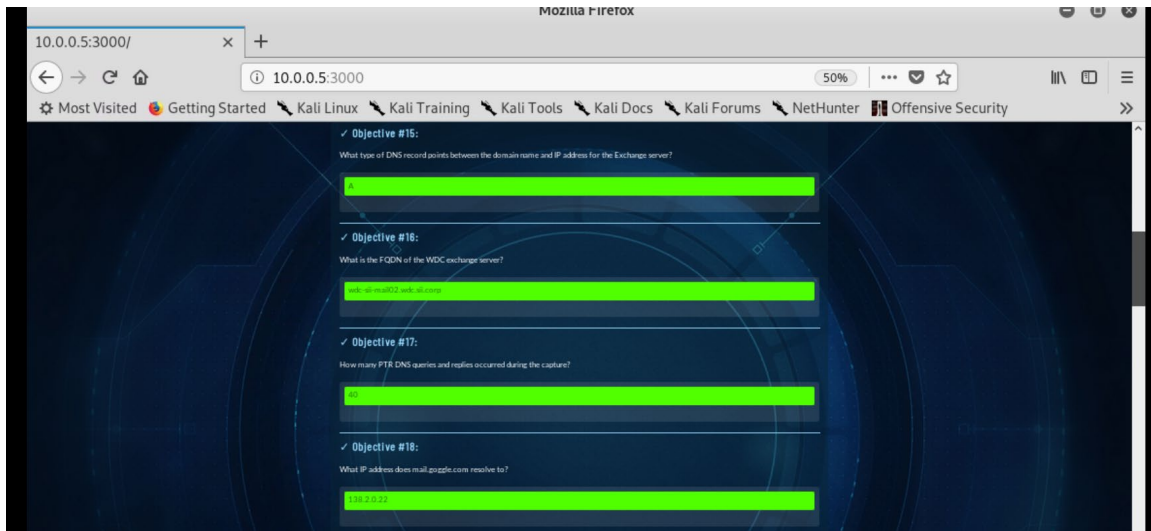 Mozilla Firefox
10.0.0.5:3000/
10.0.0.5:3000
50%
Most Visited Getting Started Kali Linux Kali Training Kali Tools Kali Docs Kali Forums NetHunter Offensive Security
✓ Objective #15:
What type of DNS record points between the domain name and IP address for the Exchange server?
A
✓ Objective #16:
What is the FQDN of the WDC exchange server?
wdc-sii-mail02.wdc.sii.corp
✓ Objective #17:
How many PTR DNS queries and replies occurred during the capture?
40
✓ Objective #18:
What IP address does mail.goggle.com resolve to?
138.2.0.22